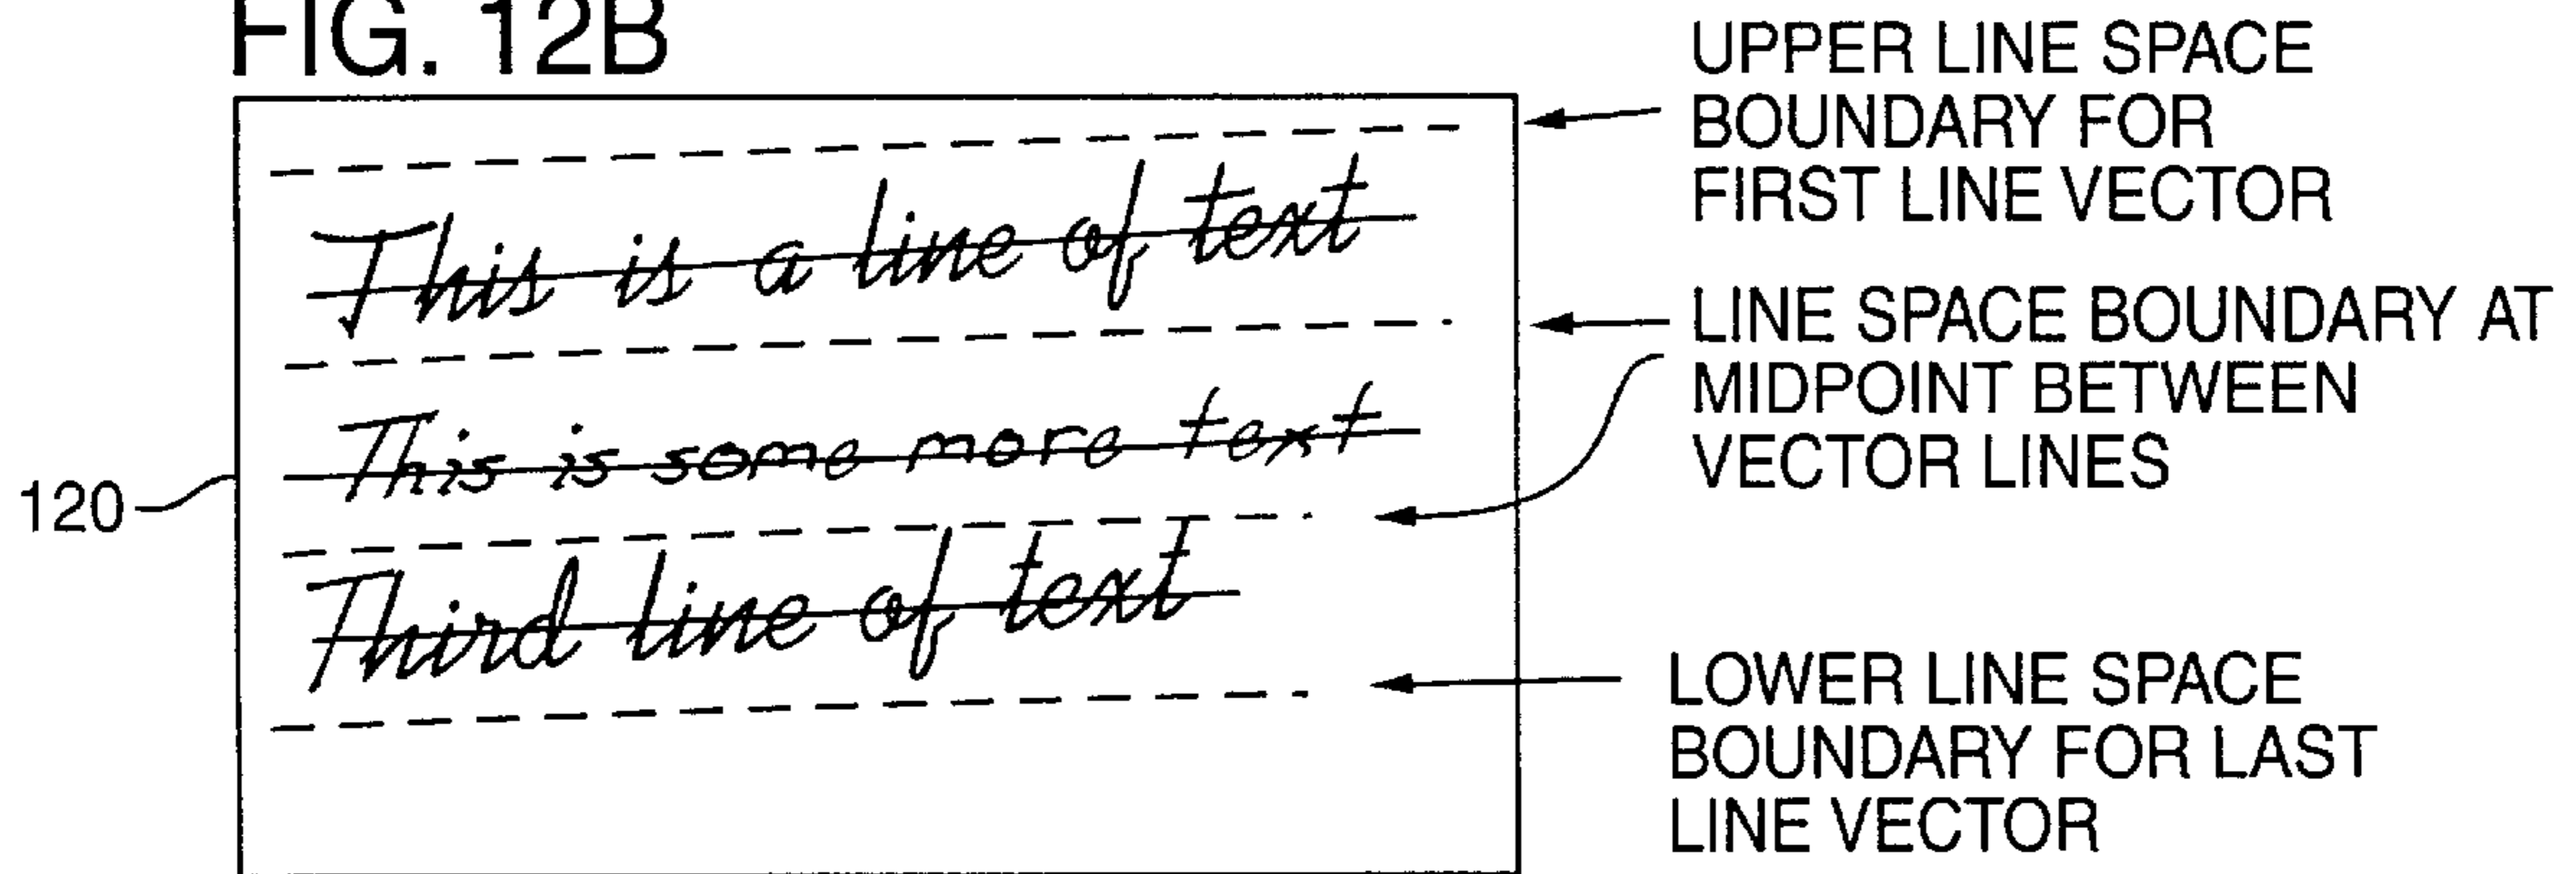 FIG. 12B
UPPER LINE SPACE
BOUNDARY FOR
FIRST LINE VECTOR
This is a line of text
LINE SPACE BOUNDARY AT
MIDPOINT BETWEEN
VECTOR LINES
This is some more text
120
Third line of text
LOWER LINE SPACE
BOUNDARY FOR LAST
LINE VECTOR